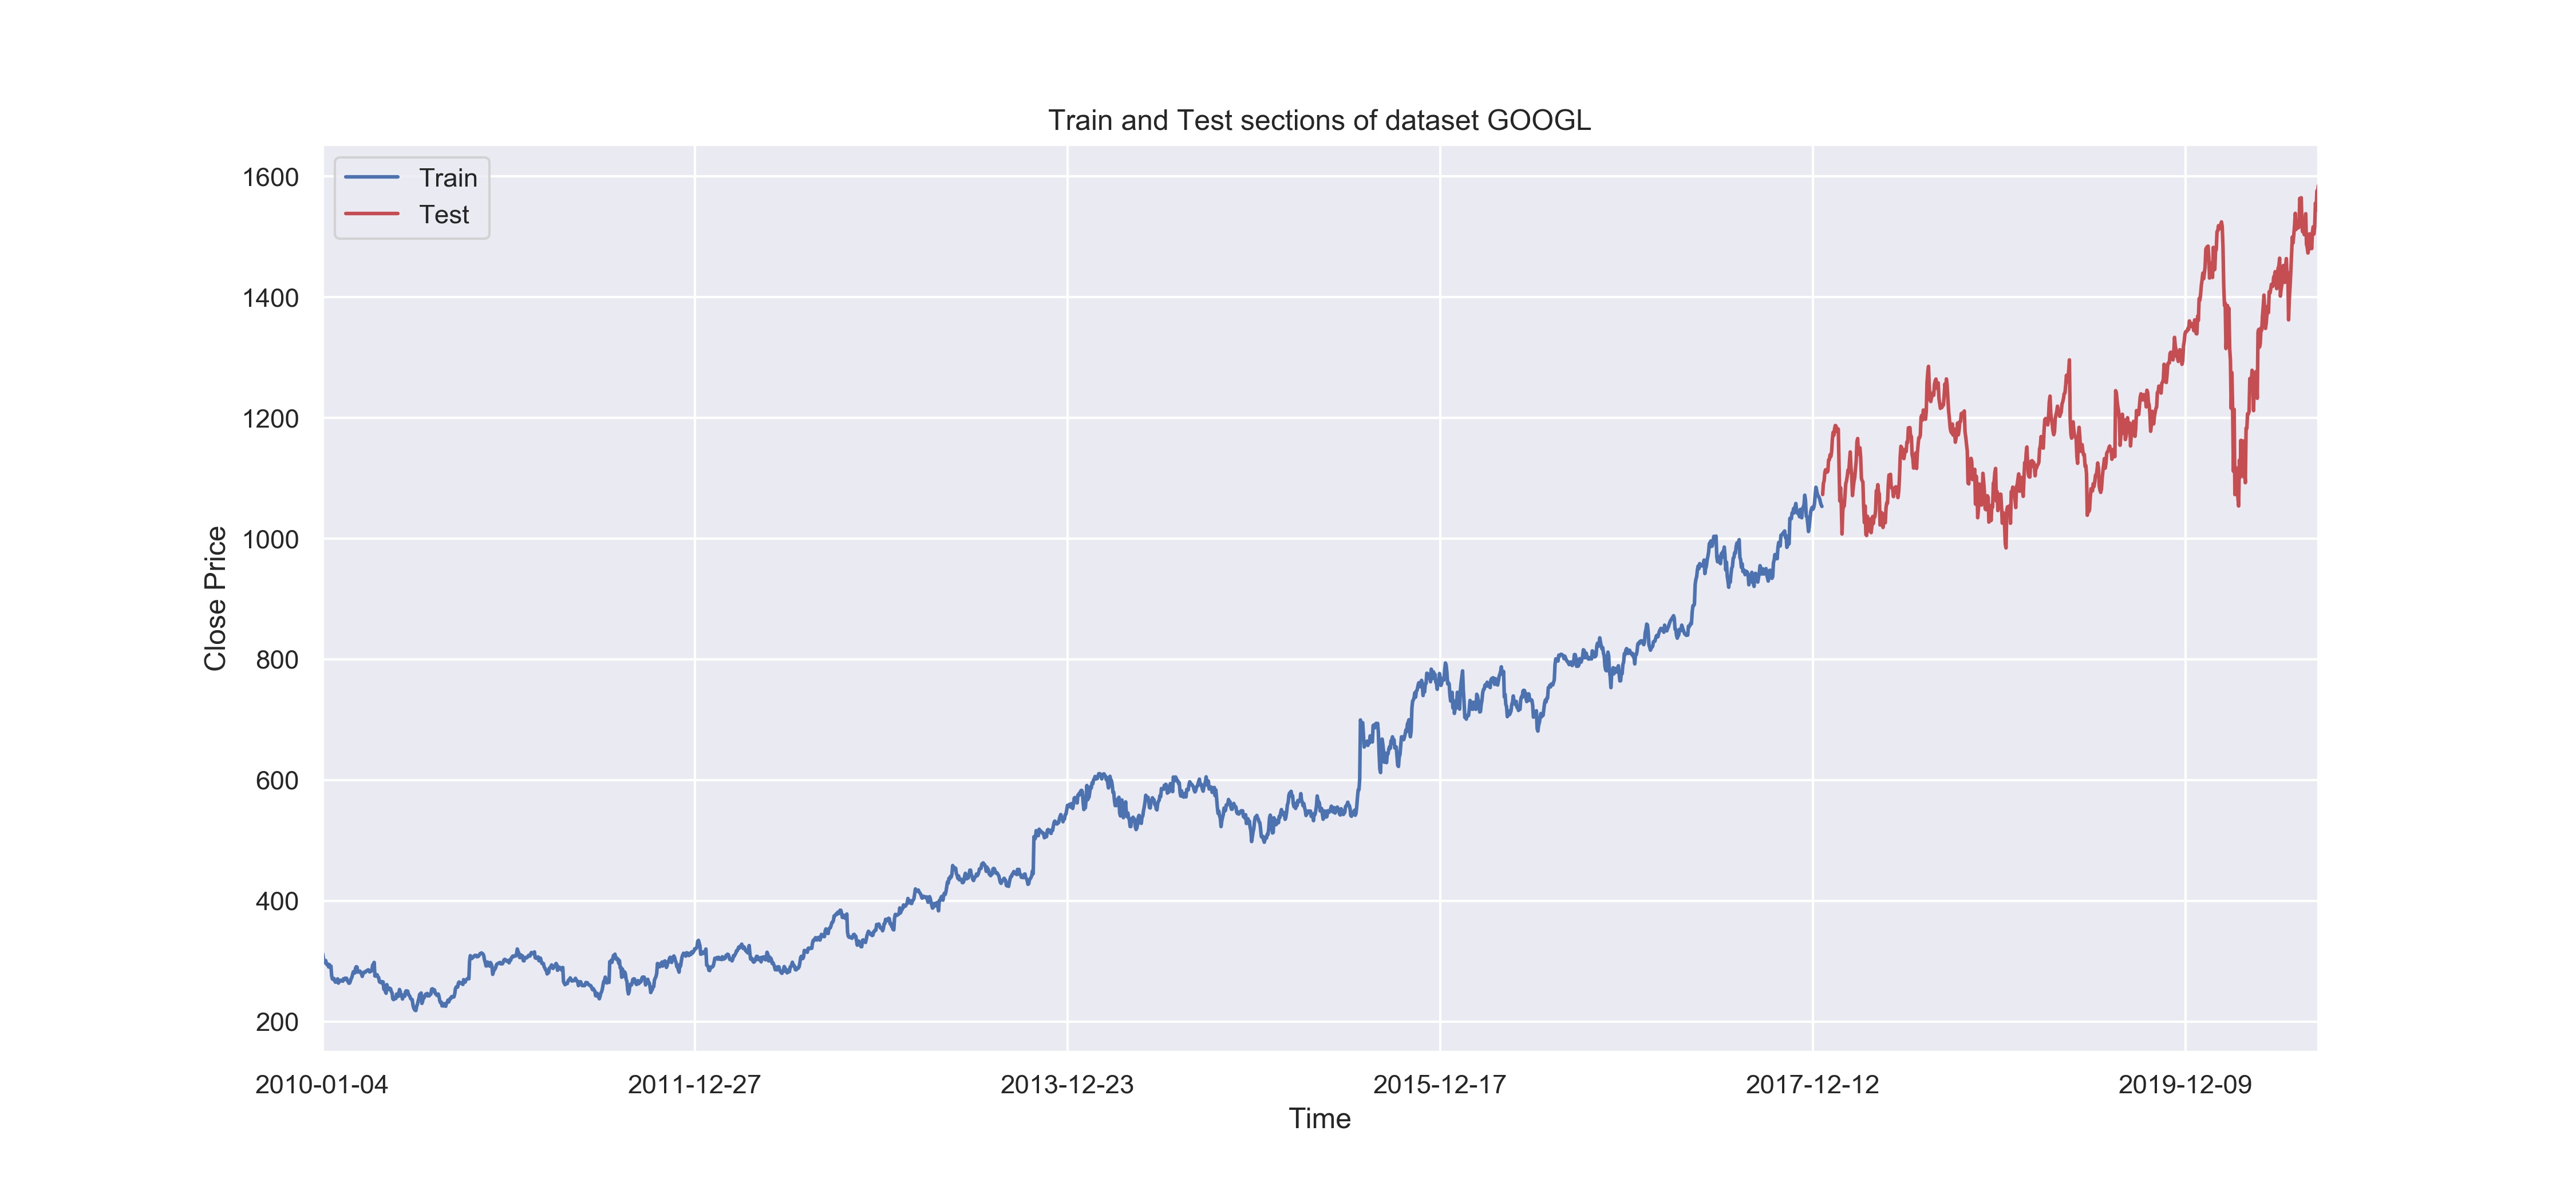 Train and Test sections of dataset GOOGL
Train
Test
1600
1400
1200
1000
800
600
400
200
Close Price
2010-01-04 2011-12-27 2013-12-23 2015-12-17 2017-12-12 2019-12-09
Time